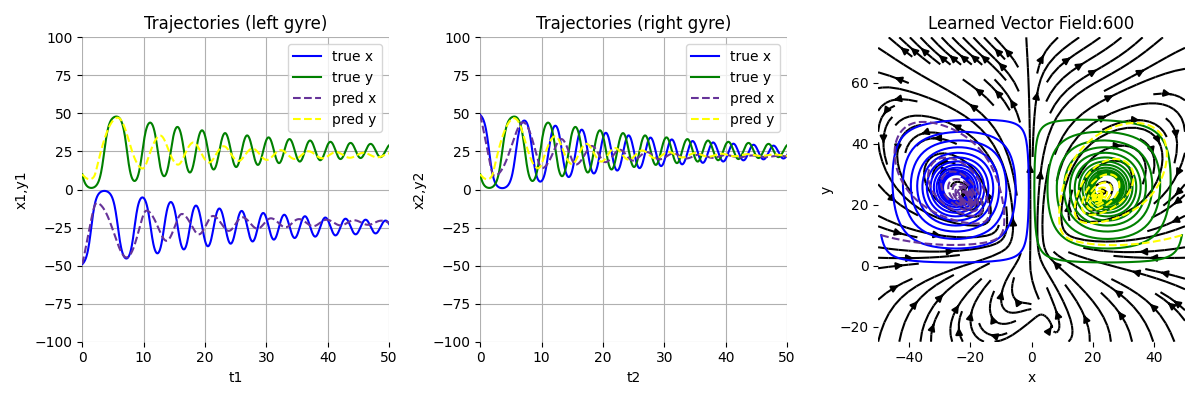 Trajectories (left gyre)
100
75
50
25
0
−25
−50
−75
−100
0
10
20
30
40
50
x1,y1
t1
true x
true y
pred x
pred y
Trajectories (right gyre)
100
75
50
25
0
−25
−50
−75
−100
0
10
20
30
40
50
x2,y2
t2
true x
true y
pred x
pred y
Learned Vector Field:600
60
40
20
0
−20
−40
−20
0
20
40
y
x